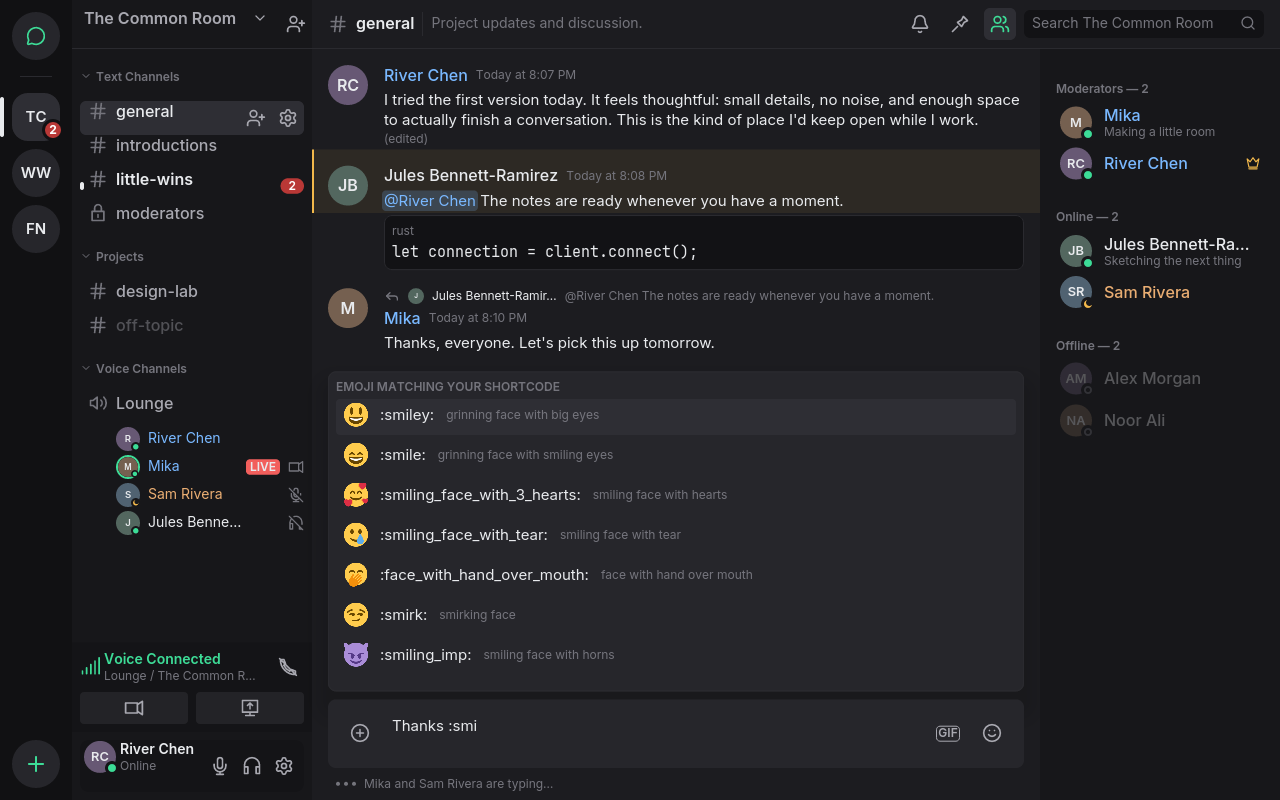 TC
2
WW
FN
The Common Room
Text Channels
general
introductions
little-wins
2
moderators
Projects
design-lab
off-topic
Voice Channels
Lounge
R
River Chen
M
Mika
LIVE
S
Sam Rivera
J
Jules Benne...
Voice Connected
Lounge / The Common R...
RC
River Chen
Online
# general
Project updates and discussion.
Search The Common Room
RC
River Chen Today at 8:07 PM
I tried the first version today. It feels thoughtful: small details, no noise, and enough space
to actually finish a conversation. This is the kind of place I'd keep open while I work.
(edited)
JB
Jules Bennett-Ramirez Today at 8:08 PM
@River Chen The notes are ready whenever you have a moment.
rust
let connection = client.connect();
J
Jules Bennett-Ramir... @River Chen The notes are ready whenever you have a moment.
M
Mika Today at 8:10 PM
Thanks, everyone. Let's pick this up tomorrow.
EMOJI MATCHING YOUR SHORTCODE
:smiley: grinning face with big eyes
:smile: grinning face with smiling eyes
:smiling_face_with_3_hearts: smiling face with hearts
:smiling_face_with_tear: smiling face with tear
:face_with_hand_over_mouth: face with hand over mouth
:smirk: smirking face
:smiling_imp: smiling face with horns
Thanks :smi
GIF
Mika and Sam Rivera are typing...
Moderators — 2
M
Mika
Making a little room
RC
River Chen
Online — 2
JB
Jules Bennett-Ra...
Sketching the next thing
SR
Sam Rivera
Offline — 2
AM
Alex Morgan
NA
Noor Ali